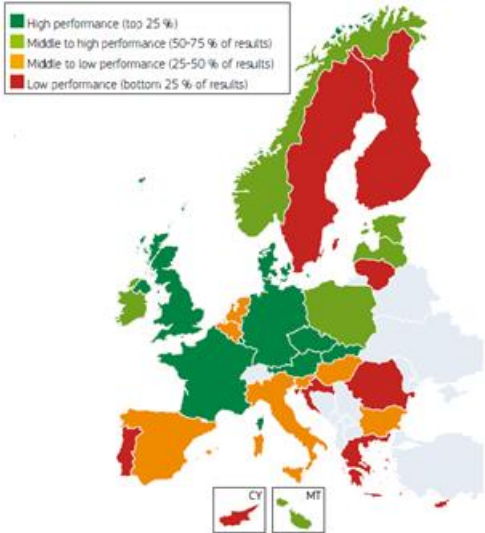 High performance (top 25 %)
Middle to high performance (50-75 % of results)
Middle to low performance (25-50 % of results)
Low performance (bottom 25 % of results)
CY
MT